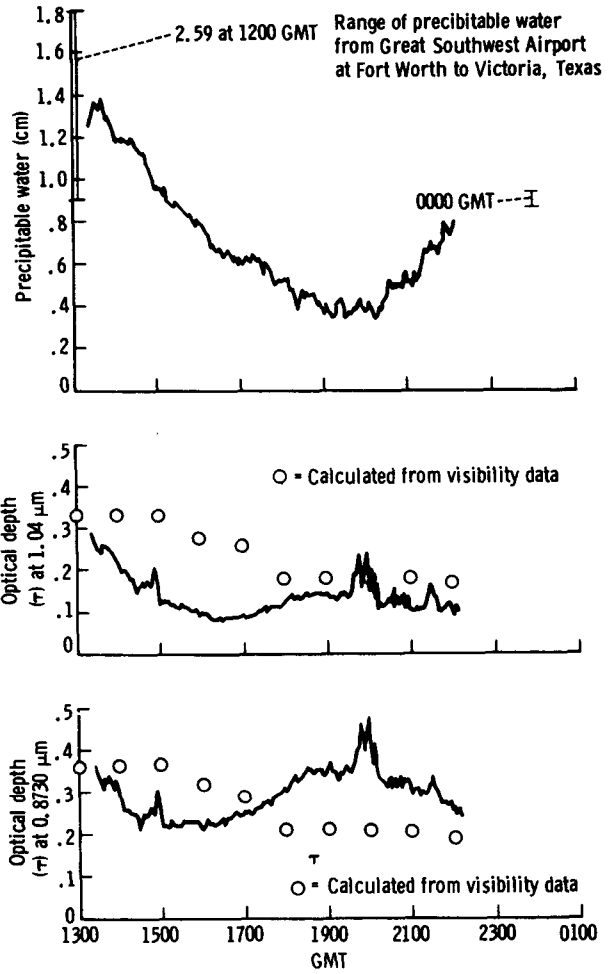 1.8
2.59 at 1200 GMT
Range of precibitable water
from Great Southwest Airport
at Fort Worth to Victoria, Texas
1.6
1.4
1.2
1.0
.8
.6
.4
.2
0
Precipitable water (cm)
0000 GMT
.5
.4
.3
.2
.1
0
Optical depth
(τ) at 1.04 μm
O = Calculated from visibility data
.5
.4
.3
.2
.1
0
Optical depth
(τ) at 0.8730 μm
τ
O = Calculated from visibility data
1300 1500 1700 1900 2100 2300 0100
GMT